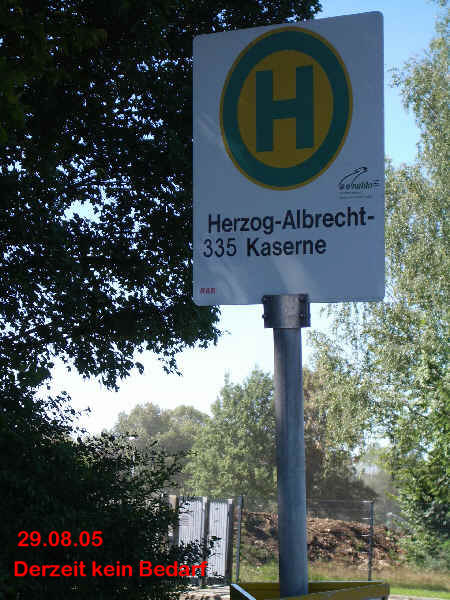 H
Herzog-Albrecht-
335 Kaserne
29.08.05
Derzeit kein Bedarf